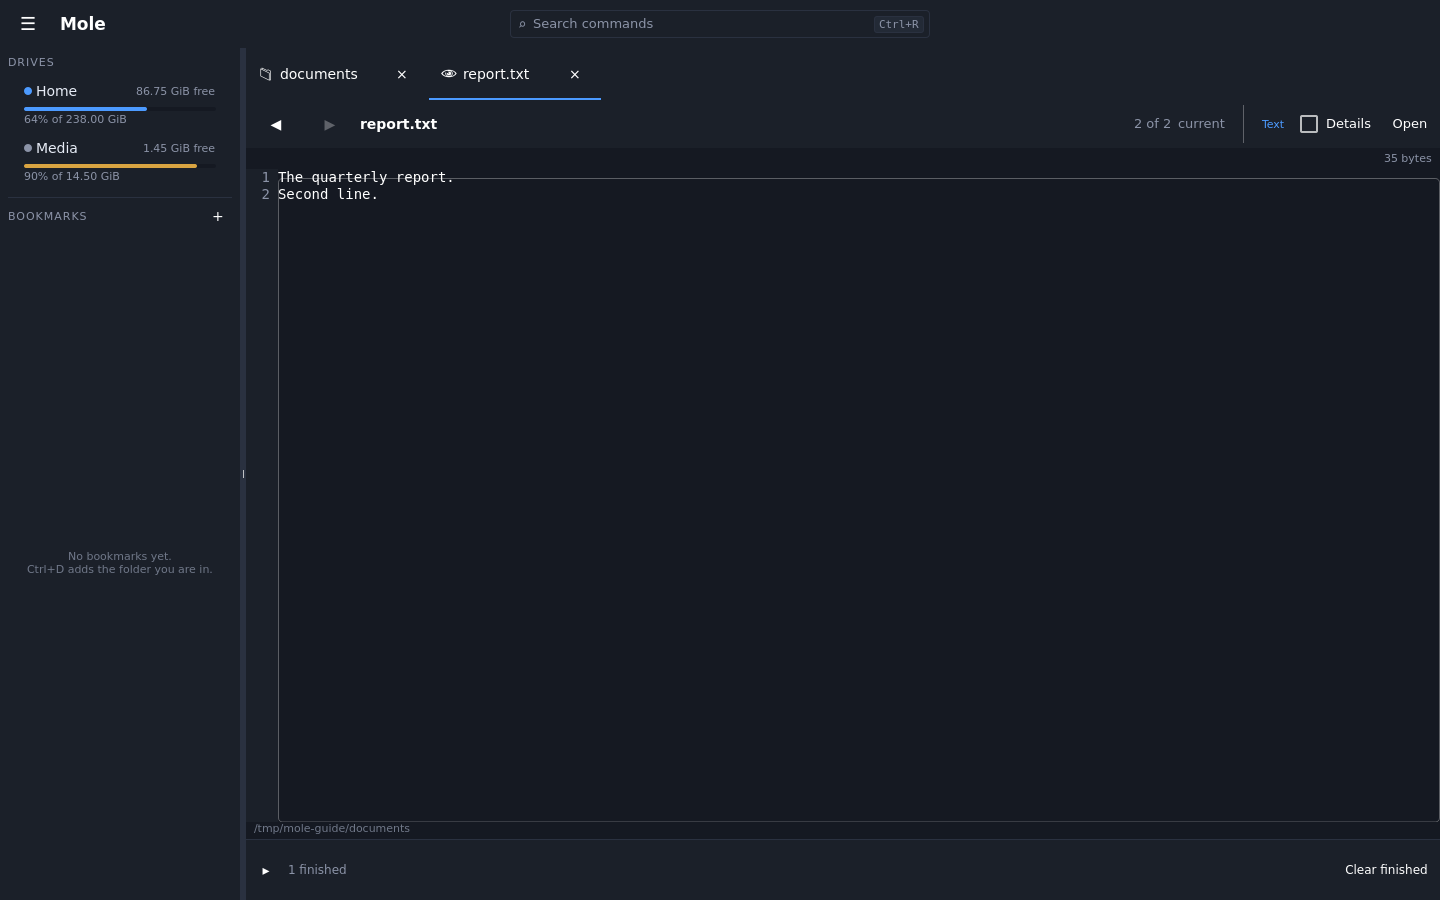 Mole
Search commands
Ctrl+R
DRIVES
Home
86.75 GiB free
64% of 238.00 GiB
Media
1.45 GiB free
90% of 14.50 GiB
BOOKMARKS
+
No bookmarks yet.
Ctrl+D adds the folder you are in.
documents ×
report.txt ×
report.txt
2 of 2 current
Text
Details
Open
35 bytes
1 The quarterly report.
2 Second line.
/tmp/mole-guide/documents
1 finished
Clear finished